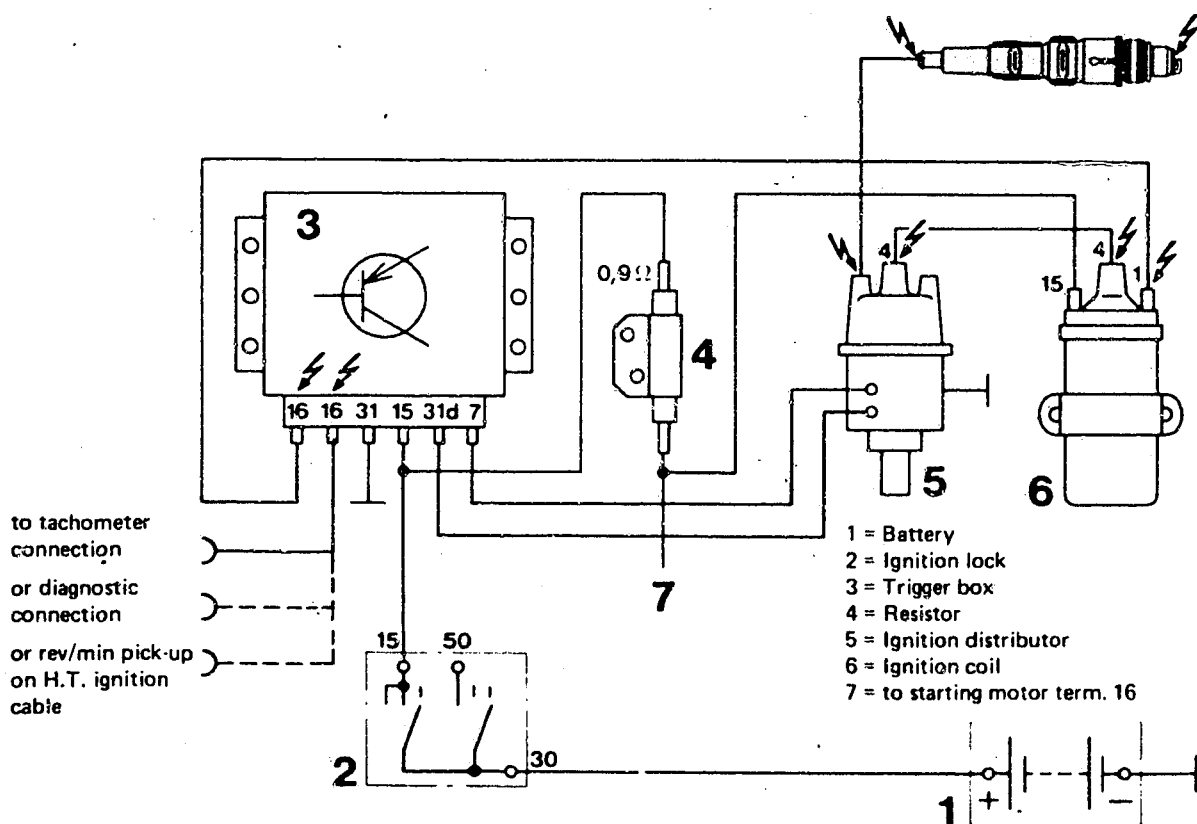 3
0,9Ω
4
4
4
15
1
16 16 31 15 31d 7
5
6
to tachometer
connection
or diagnostic
connection
or rev/min pick-up
on H.T. ignition
cable
7
1 = Battery
2 = Ignition lock
3 = Trigger box
4 = Resistor
5 = Ignition distributor
6 = Ignition coil
7 = to starting motor term. 16
15 50
30
2
1
+ −